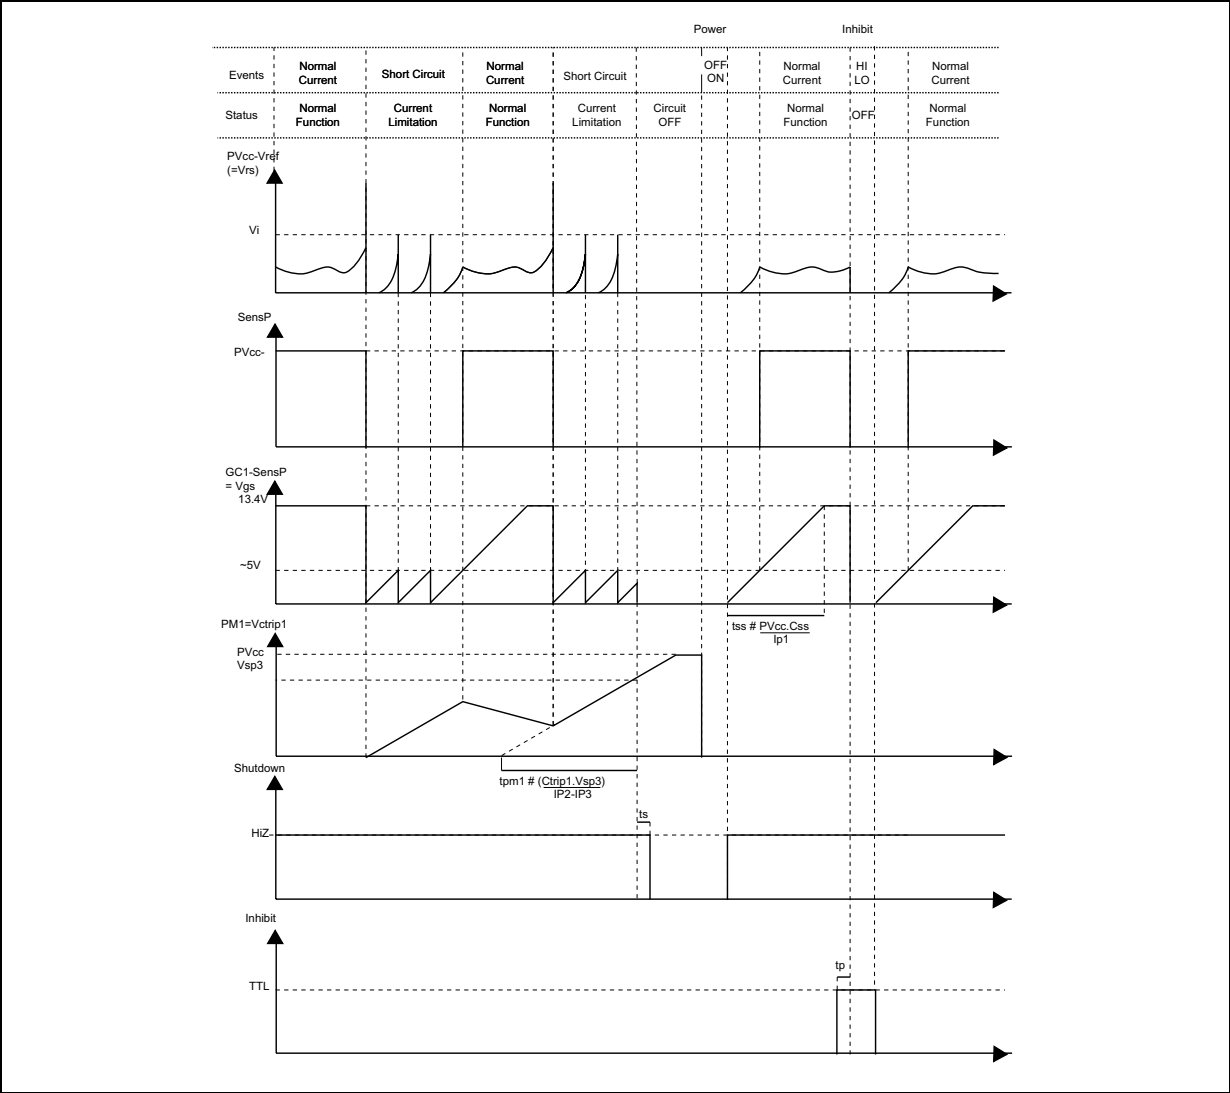 Power Inhibit
Events Normal Current Short Circuit Normal Current Short Circuit OFF ON Normal Current HI LO Normal Current
Status Normal Function Current Limitation Normal Function Current Limitation Circuit OFF Normal Function OFF Normal Function
PVcc-Vref
(=Vrs)
Vi
SensP
PVcc-
GC1-SensP
= Vgs
13.4V
~5V
tss # PVcc.Css
Ip1
PM1=Vctrip1
PVcc
Vsp3
tpm1 # (Ctrip1.Vsp3)
IP2-IP3
Shutdown
ts
HiZ-
Inhibit
tp
TTL